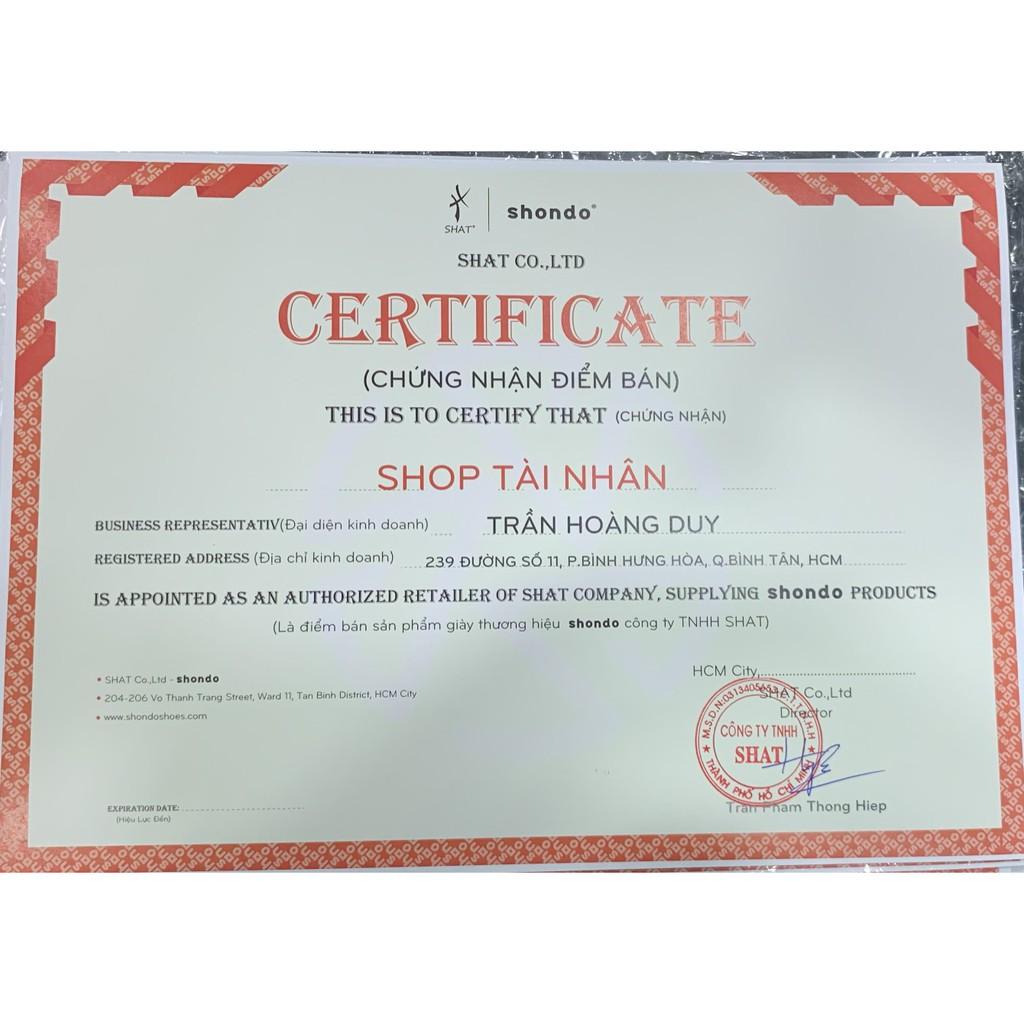 SHAT® shondo®
SHAT CO.,LTD
CERTIFICATE
(CHỨNG NHẬN ĐIỂM BÁN)
THIS IS TO CERTIFY THAT (CHỨNG NHẬN)
SHOP TÀI NHÂN
BUSINESS REPRESENTATIV(Đại diện kinh doanh) TRẦN HOÀNG DUY
REGISTERED ADDRESS (Địa chỉ kinh doanh) 239 ĐƯỜNG SỐ 11, P.BÌNH HƯNG HÒA, Q.BÌNH TÂN, HCM
IS APPOINTED AS AN AUTHORIZED RETAILER OF SHAT COMPANY, SUPPLYING shondo PRODUCTS
(Là điểm bán sản phẩm giày thương hiệu shondo công ty TNHH SHAT)
• SHAT Co.,Ltd - shondo
• 204-206 Vo Thanh Trang Street, Ward 11, Tan Binh District, HCM City
• www.shondoshoes.com
HCM City,
SHAT Co.,Ltd
Director
CÔNG TY TNHH
SHAT
THÀNH PHỐ HỒ CHÍ MINH
Tran Pham Thong Hiep
EXPIRATION DATE:
(Hiệu Lực Đến)